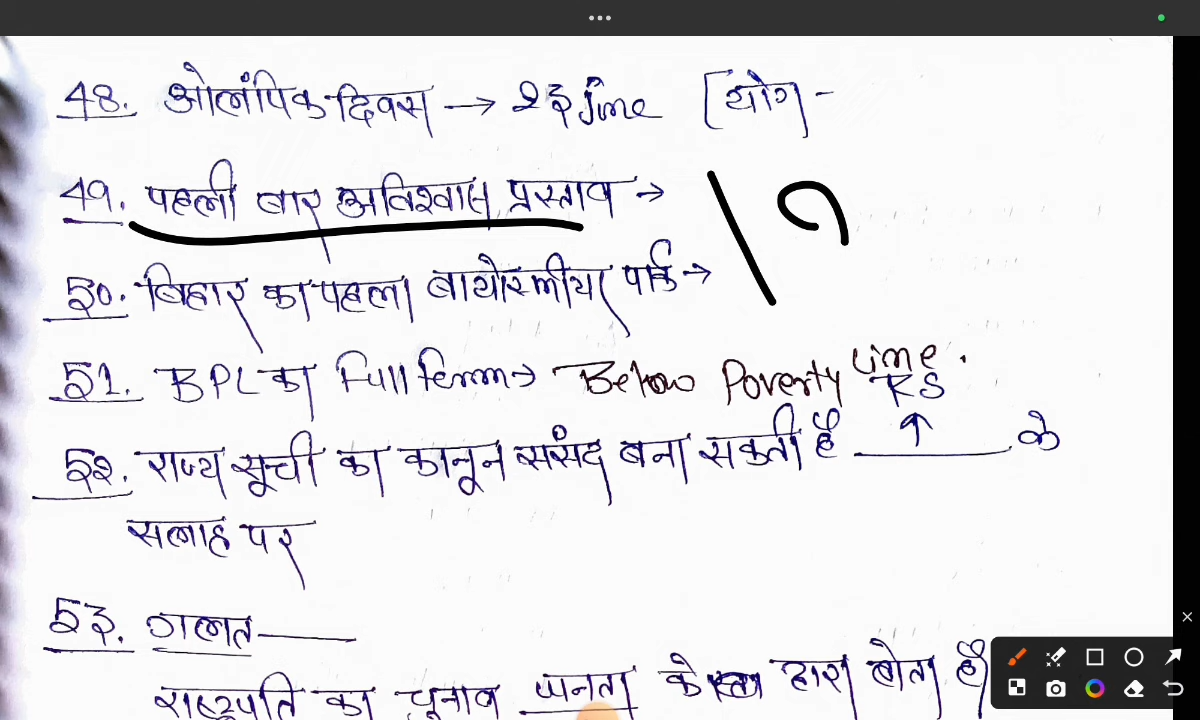 48. ओलंपिक दिवस → 23 June [योग -
49. पहली बार अविश्वास प्रस्ताव → 19
50. बिहार का पहला बायोस्फीयर पार्क →
51. BPL का Full Form → Below Poverty Line.
RS
52. राज्य सूची का कानून संसद बना सकती है ____ के
सलाह पर
53. गलत
राष्ट्रपति का चुनाव जनता के द्वारा होता है